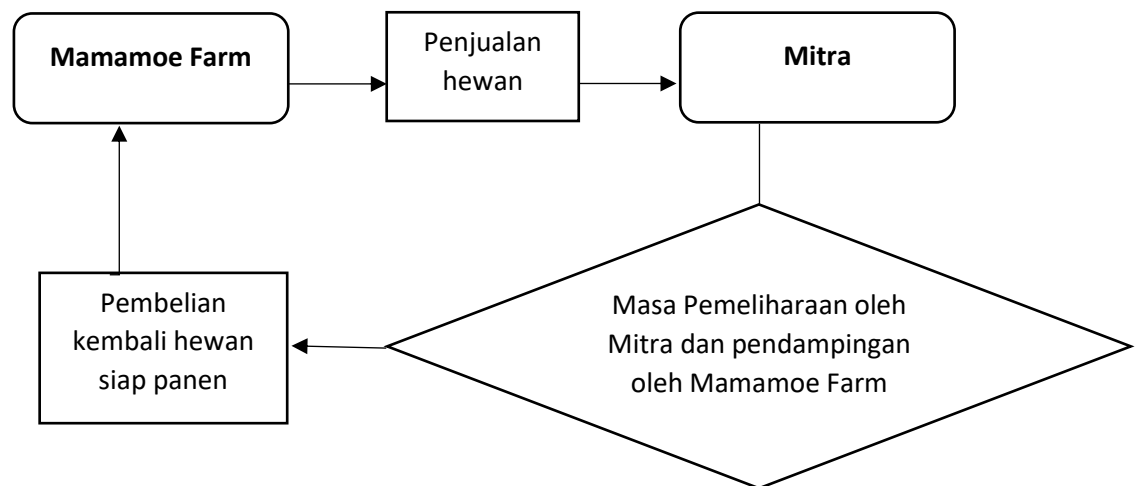 Mamamoe Farm
Penjualan
hewan
Mitra
Masa Pemeliharaan oleh
Mitra dan pendampingan
oleh Mamamoe Farm
Pembelian
kembali hewan
siap panen